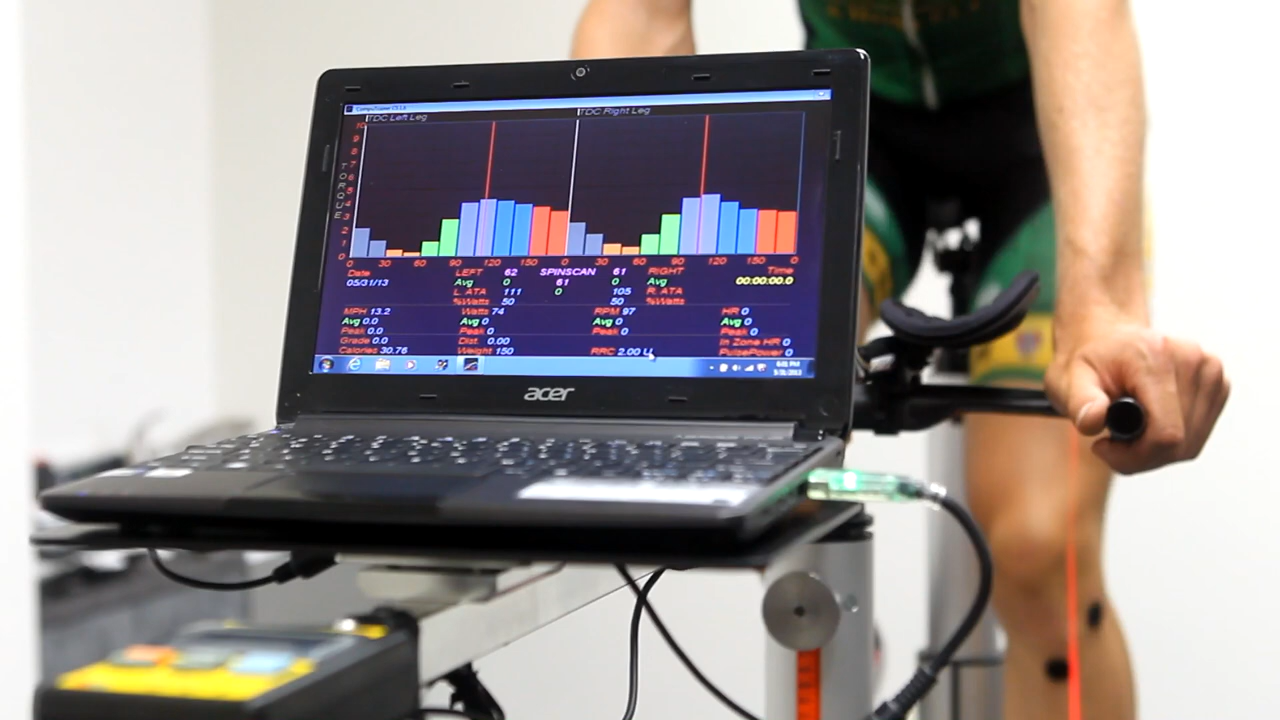 TDC Left Leg TDC Right Leg
10
9
8
7
6
5
4
3
2
1
0
TORQUE
0 30 60 90 120 150 0 30 60 90 120 150 0
Date LEFT 62 SPINSCAN 61 RIGHT Time
05/31/13 Avg 0 61 0 Avg 00:00:00.0
L. ATA 111 0 105 R. ATA
%Watts 50 50 %Watts
MPH 13.2 Watts 74 RPM 97 HR 0
Avg 0.0 Avg 0 Avg 0 Avg 0
Peak 0.0 Peak 0 Peak 0 Peak 0
Grade 0.0 Dist. 0.00 In Zone HR 0
Calories 30.76 Weight 150 RRC 2.00 PulsePower 0
acer